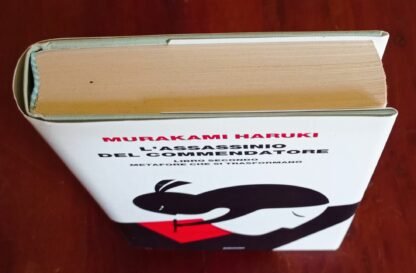 MURAKAMI HARUKI
L'ASSASSINIO
DEL COMMENDATORE
LIBRO SECONDO
METAFORE CHE SI TRASFORMANO